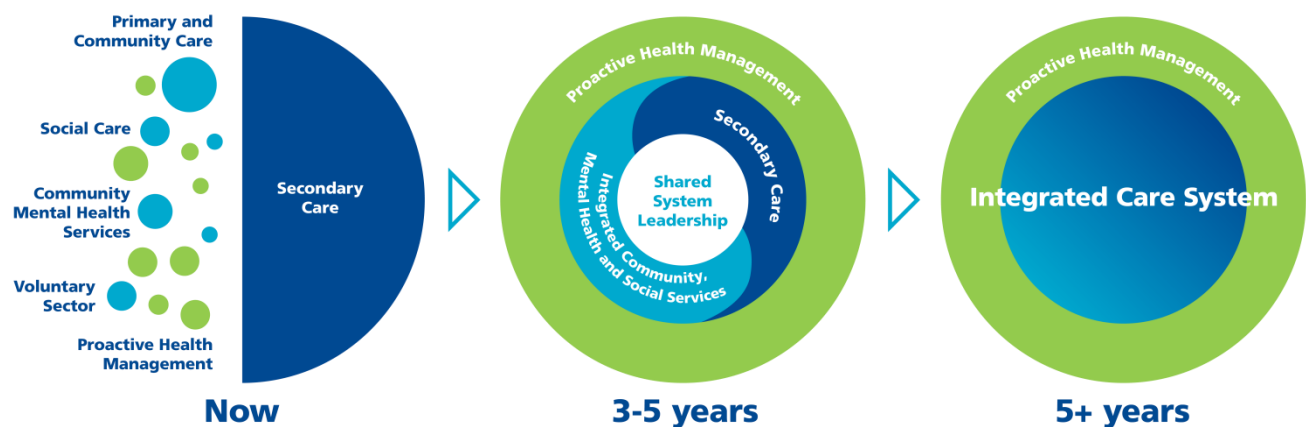 Primary and
Community Care
Social Care
Community
Mental Health
Services
Voluntary
Sector
Proactive Health
Management
Secondary
Care
Now
Proactive Health Management
Secondary Care
Shared
System
Leadership
Integrated Community,
Mental Health and Social Services
3-5 years
Proactive Health Management
Integrated Care System
5+ years